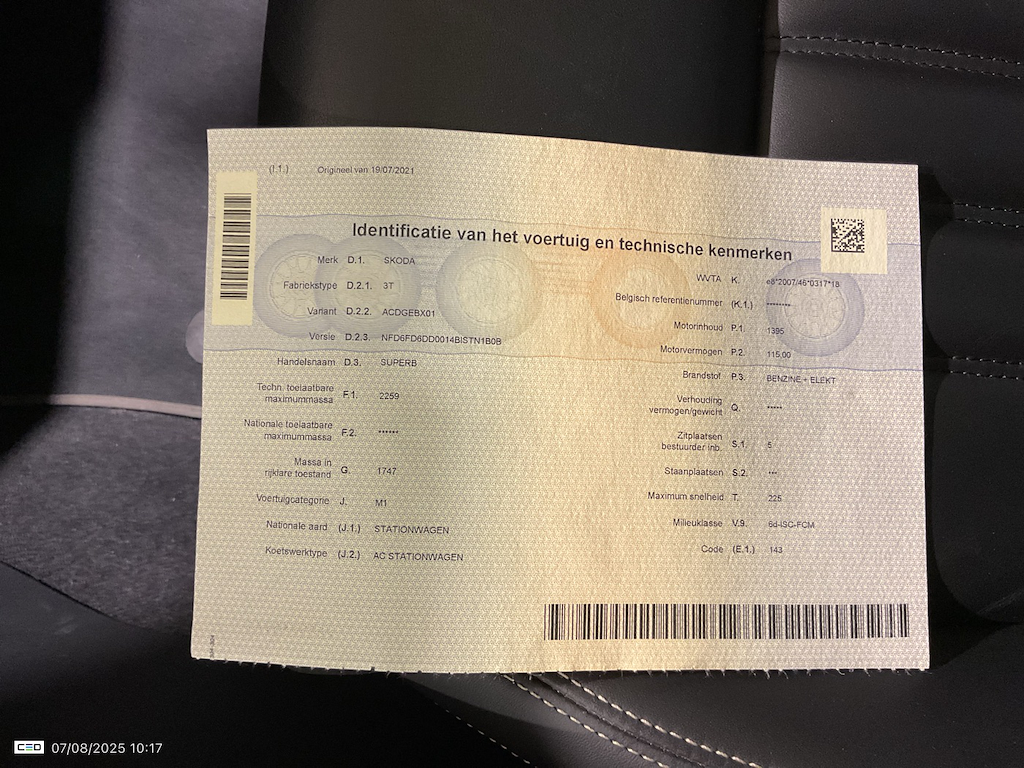 (I.1.) Origineel van 19/07/2021
Identificatie van het voertuig en technische kenmerken
Merk D.1. SKODA
Fabriekstype D.2.1. 3T
Variant D.2.2. ACDGEBX01
Versie D.2.3. NFD6FD6DD0014BISTN1B0B
Handelsnaam D.3. SUPERB
Techn. toelaatbare
maximummassa F.1. 2259
Nationale toelaatbare
maximummassa F.2. ******
Massa in
rijklare toestand G. 1747
Voertuigcategorie J. M1
Nationale aard (J.1.) STATIONWAGEN
Koetswerktype (J.2.) AC STATIONWAGEN
WVTA K. e8*2007/46*0317*18
Belgisch referentienummer (K.1.) ********
Motorinhoud P.1. 1395
Motorvermogen P.2. 115,00
Brandstof P.3. BENZINE + ELEKT
Verhouding
vermogen/gewicht Q. *****
Zitplaatsen
bestuurder inb. S.1. 5
Staanplaatsen S.2. ***
Maximum snelheid T. 225
Milieuklasse V.9. 6d-ISC-FCM
Code (E.1.) 143
CEO 07/08/2025 10:17